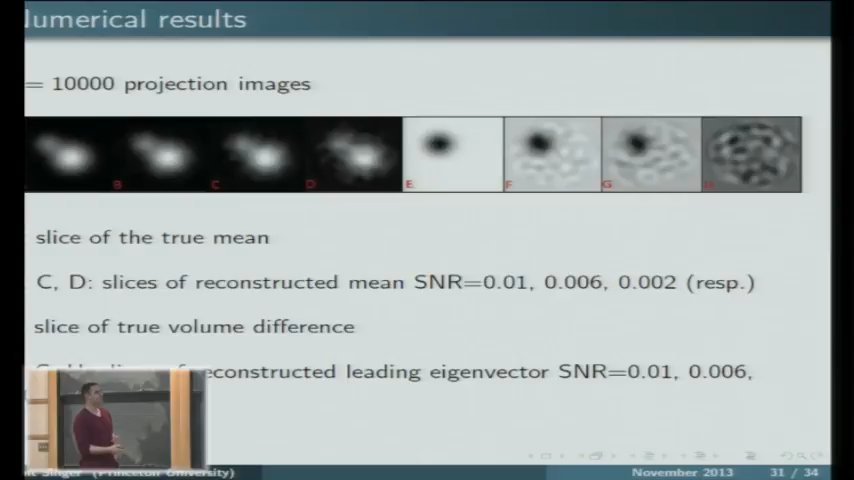 Numerical results
= 10000 projection images
B C D E F G H
slice of the true mean
C, D: slices of reconstructed mean SNR=0.01, 0.006, 0.002 (resp.)
slice of true volume difference
reconstructed leading eigenvector SNR=0.01, 0.006,
Singer (Princeton University)
November 2013
31 / 34